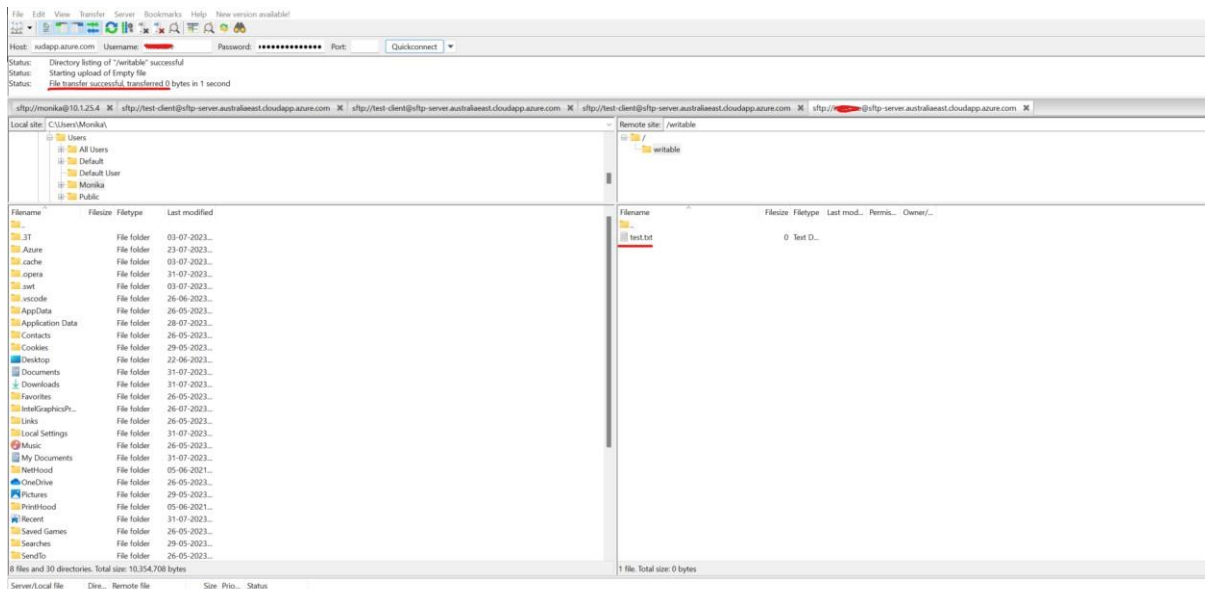 File Edit View Transfer Server Bookmarks Help New version available!
Host: udapp.azure.com Username: Password: •••••••••••••• Port: Quickconnect
Status: Directory listing of "/writable" successful
Status: Starting upload of Empty file
Status: File transfer successful, transferred 0 bytes in 1 second
sftp://monika@10.1.25.4 sftp://test-client@sftp-server.australiaeast.cloudapp.azure.com sftp://test-client@sftp-server.australiaeast.cloudapp.azure.com sftp://test-client@sftp-server.australiaeast.cloudapp.azure.com sftp:// @sftp-server.australiaeast.cloudapp.azure.com
Local site: C:\Users\Monika\ Remote site: /writable
Users /
All Users writable
Default
Default User
Monika
Public
Filename Filesize Filetype Last modified Filename Filesize Filetype Last mod... Permis... Owner/...
.. ..
.3T File folder 03-07-2023... test.txt 0 Text D...
.Azure File folder 23-07-2023...
.cache File folder 03-07-2023...
.opera File folder 31-07-2023...
.swt File folder 03-07-2023...
.vscode File folder 26-06-2023...
AppData File folder 26-05-2023...
Application Data File folder 28-07-2023...
Contacts File folder 26-05-2023...
Cookies File folder 29-05-2023...
Desktop File folder 22-06-2023...
Documents File folder 31-07-2023...
Downloads File folder 31-07-2023...
Favorites File folder 26-05-2023...
IntelGraphicsPr... File folder 26-07-2023...
Links File folder 26-05-2023...
Local Settings File folder 31-07-2023...
Music File folder 26-05-2023...
My Documents File folder 31-07-2023...
NetHood File folder 05-06-2021...
OneDrive File folder 26-05-2023...
Pictures File folder 29-05-2023...
PrintHood File folder 05-06-2021...
Recent File folder 31-07-2023...
Saved Games File folder 26-05-2023...
Searches File folder 29-05-2023...
SendTo File folder 26-05-2023...
8 files and 30 directories. Total size: 10,354,708 bytes 1 file. Total size: 0 bytes
Server/Local file Dire... Remote file Size Prio... Status